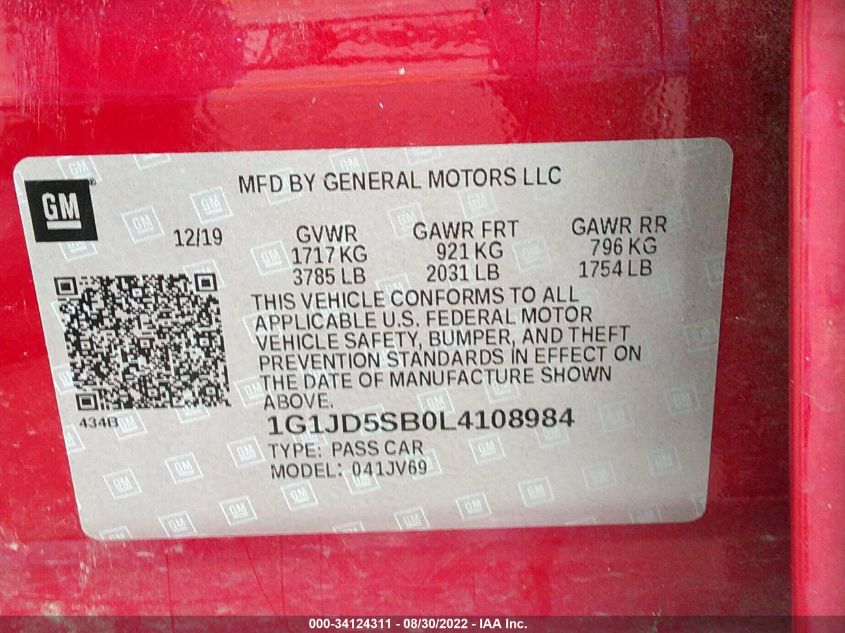 GM
MFD BY GENERAL MOTORS LLC
12/19 GVWR GAWR FRT GAWR RR
1717 KG 921 KG 796 KG
3785 LB 2031 LB 1754 LB
THIS VEHICLE CONFORMS TO ALL
APPLICABLE U.S. FEDERAL MOTOR
VEHICLE SAFETY, BUMPER, AND THEFT
PREVENTION STANDARDS IN EFFECT ON
THE DATE OF MANUFACTURE SHOWN
ABOVE.
434B
1G1JD5SB0L4108984
TYPE: PASS CAR
MODEL: 041JV69
000-34124311 - 08/30/2022 - IAA Inc.